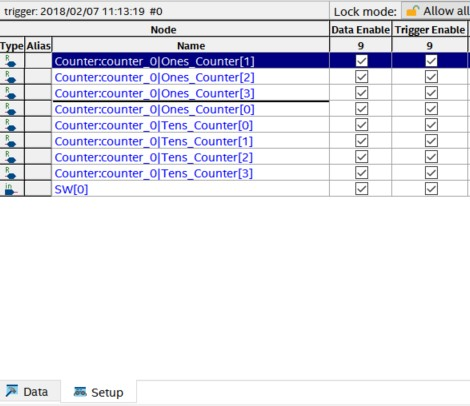 trigger: 2018/02/07 11:13:19 #0 Lock mode: Allow all
Node Data Enable Trigger Enable
Type Alias Name 9 9
R Counter:counter_0|Ones_Counter[1]
R Counter:counter_0|Ones_Counter[2]
R Counter:counter_0|Ones_Counter[3]
R Counter:counter_0|Ones_Counter[0]
R Counter:counter_0|Tens_Counter[0]
R Counter:counter_0|Tens_Counter[1]
R Counter:counter_0|Tens_Counter[2]
R Counter:counter_0|Tens_Counter[3]
in SW[0]
Data Setup